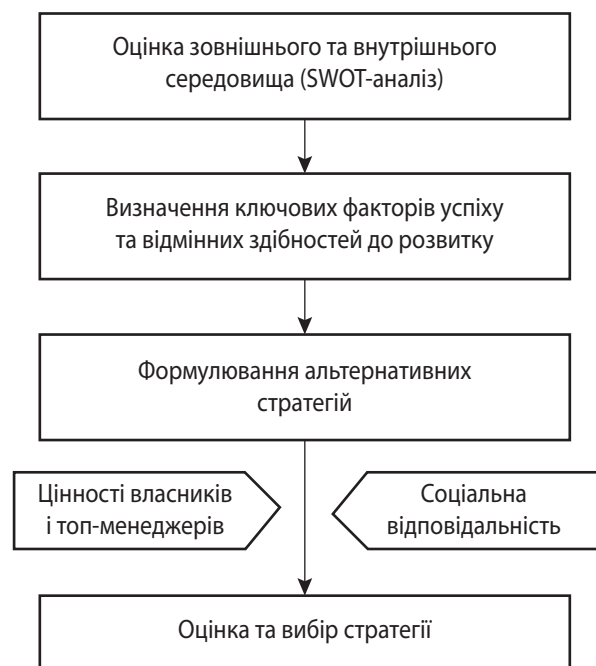 Оцінка зовнішнього та внутрішнього
середовища (SWOT-аналіз)
Визначення ключових факторів успіху
та відмінних здібностей до розвитку
Формулювання альтернативних
стратегій
Цінності власників
і топ-менеджерів
Соціальна
відповідальність
Оцінка та вибір стратегії